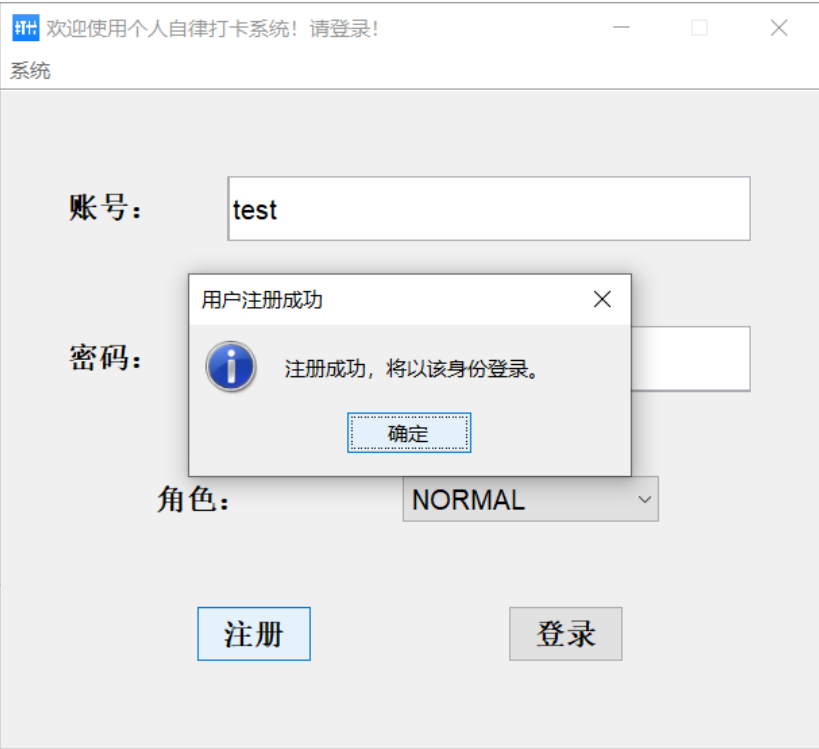 打卡 欢迎使用个人自律打卡系统！请登录！
系统
账号：
test
用户注册成功
密码：
注册成功，将以该身份登录。
确定
角色：
NORMAL
注册
登录